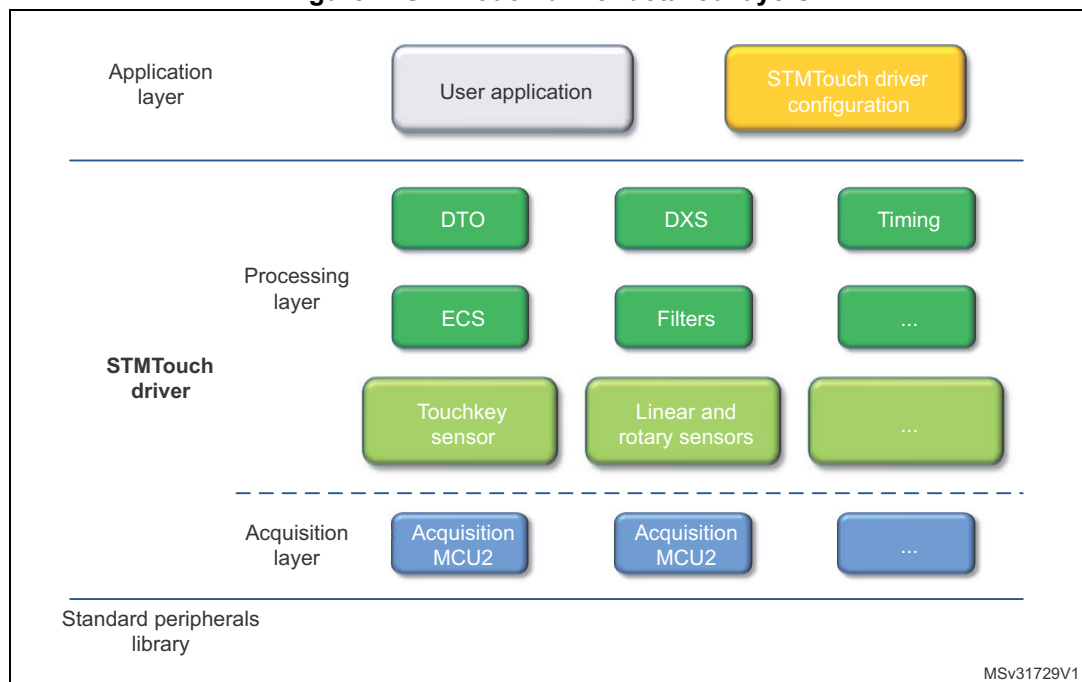 Application
layer
User application
STMTouch driver
configuration
DTO
DXS
Timing
Processing
layer
ECS
Filters
...
STMTouch
driver
Touchkey
sensor
Linear and
rotary sensors
...
Acquisition
layer
Acquisition
MCU2
Acquisition
MCU2
...
Standard peripherals
library
MSv31729V1